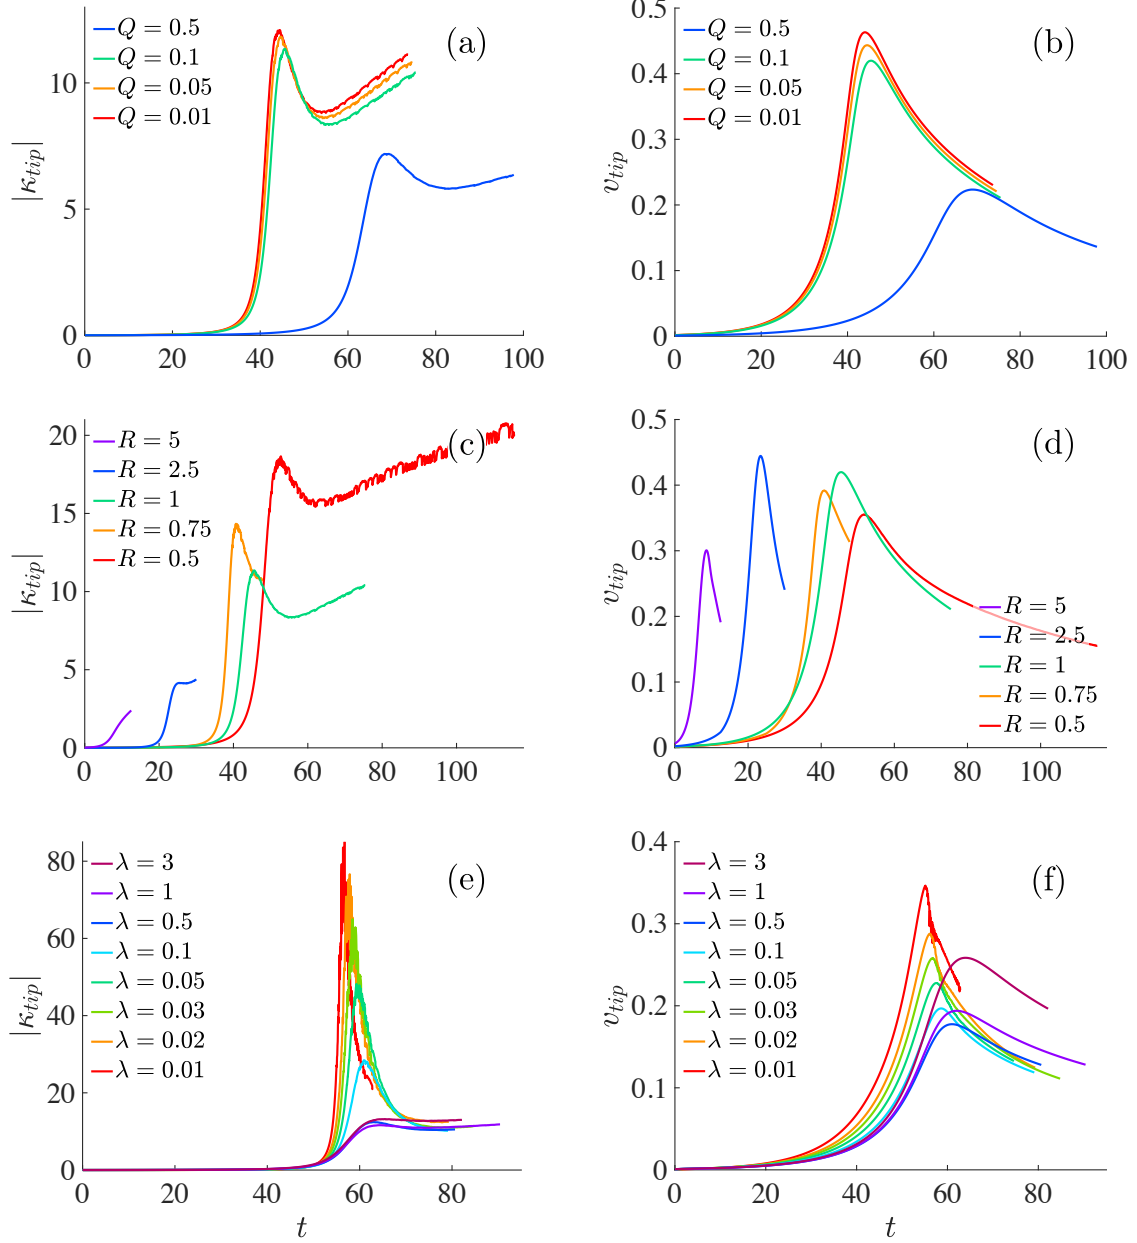 (a)
Q = 0.5
Q = 0.1
Q = 0.05
Q = 0.01
|κ_tip|
10
5
0
0 20 40 60 80 100
(b)
Q = 0.5
Q = 0.1
Q = 0.05
Q = 0.01
v_tip
0.5
0.4
0.3
0.2
0.1
0
0 20 40 60 80 100
(c)
R = 5
R = 2.5
R = 1
R = 0.75
R = 0.5
|κ_tip|
20
15
10
5
0
0 20 40 60 80 100
(d)
R = 5
R = 2.5
R = 1
R = 0.75
R = 0.5
v_tip
0.5
0.4
0.3
0.2
0.1
0
0 20 40 60 80 100
(e)
λ = 3
λ = 1
λ = 0.5
λ = 0.1
λ = 0.05
λ = 0.03
λ = 0.02
λ = 0.01
|κ_tip|
80
60
40
20
0
0 20 40 60 80
t
(f)
λ = 3
λ = 1
λ = 0.5
λ = 0.1
λ = 0.05
λ = 0.03
λ = 0.02
λ = 0.01
v_tip
0.4
0.3
0.2
0.1
0
0 20 40 60 80
t